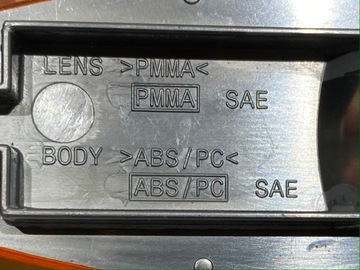 LENS >PMMA<
PMMA SAE
BODY >ABS/PC<
ABS/PC SAE